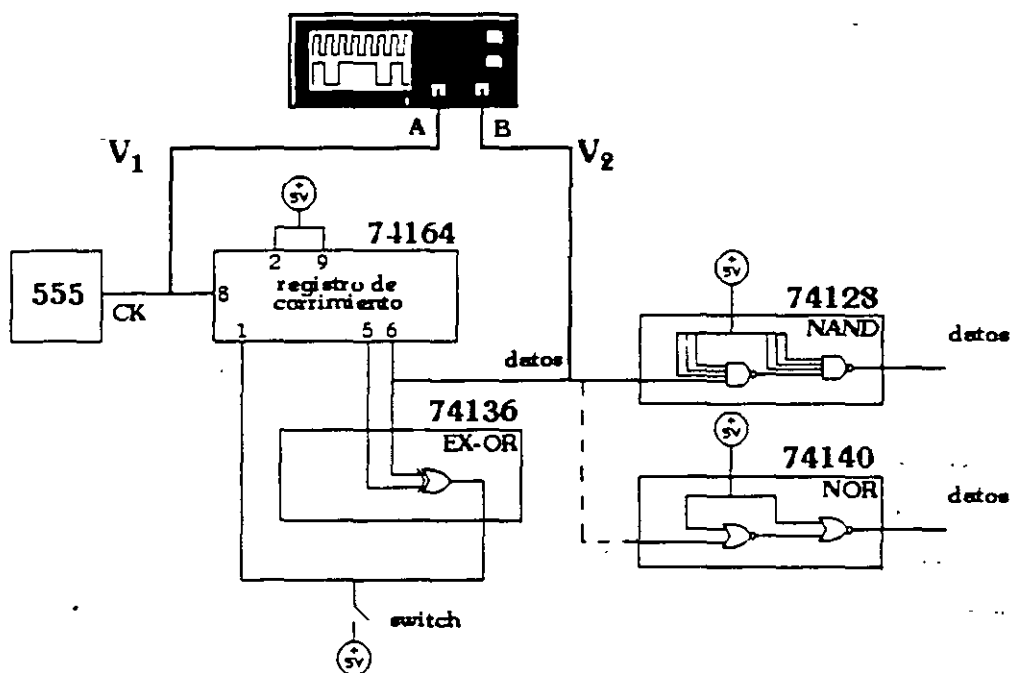 A B
V1 V2
+ 5V
74164
2 9
555 CK 8 registro de corrimiento
1 5 6
datos
+ 5V
74128
NAND
datos
74136
EX-OR
+ 5V
74140
NOR
datos
switch
+ 5V